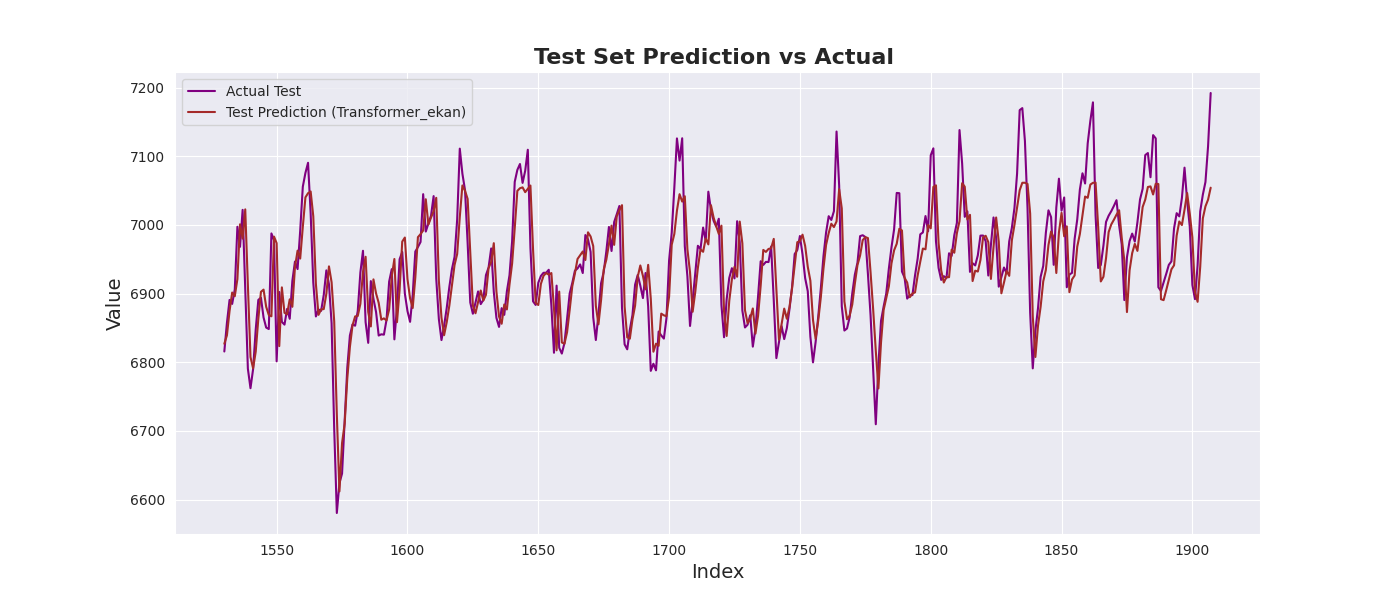 Test Set Prediction vs Actual
Actual Test
Test Prediction (Transformer_ekan)
Value
7200
7100
7000
6900
6800
6700
6600
1550 1600 1650 1700 1750 1800 1850 1900
Index